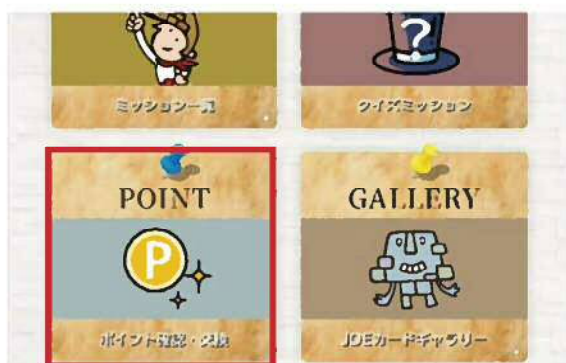 ミッション一覧
クイズミッション
?
POINT
GALLERY
P
ポイント確認・交換
JOEカードギャラリー